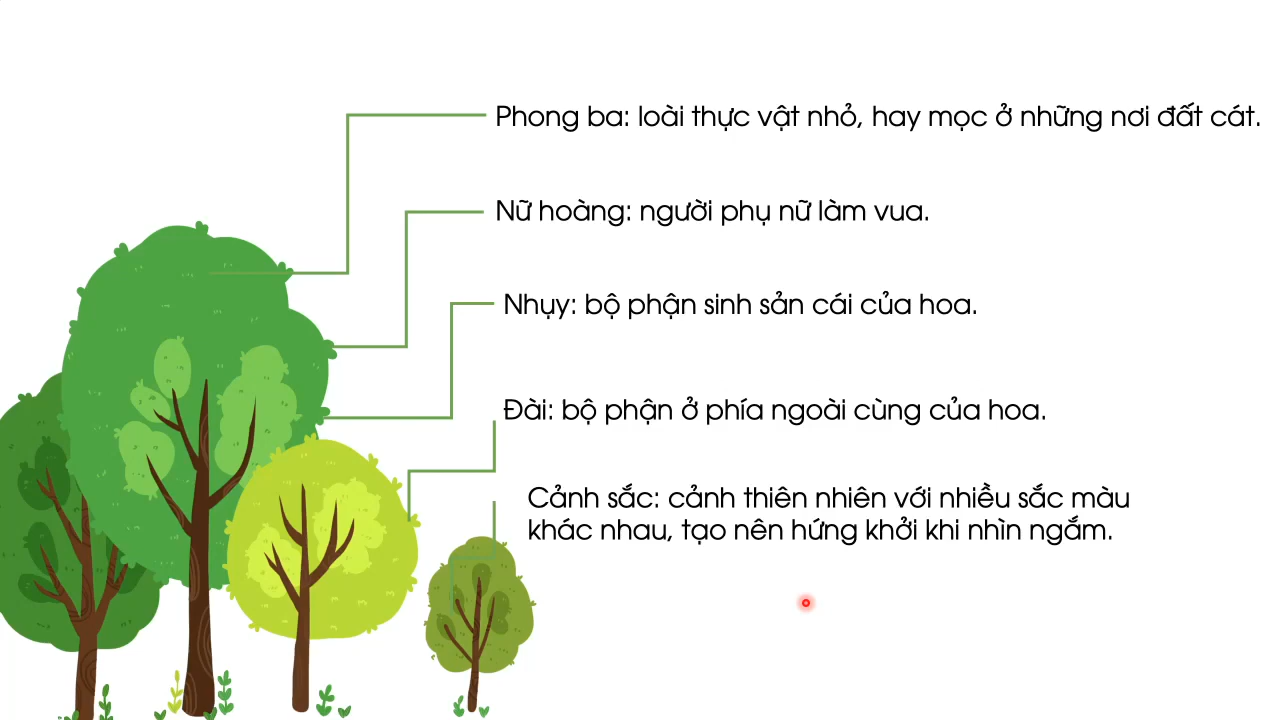 Phong ba: loài thực vật nhỏ, hay mọc ở những nơi đất cát.
Nữ hoàng: người phụ nữ làm vua.
Nhụy: bộ phận sinh sản cái của hoa.
Đài: bộ phận ở phía ngoài cùng của hoa.
Cảnh sắc: cảnh thiên nhiên với nhiều sắc màu
khác nhau, tạo nên hứng khởi khi nhìn ngắm.